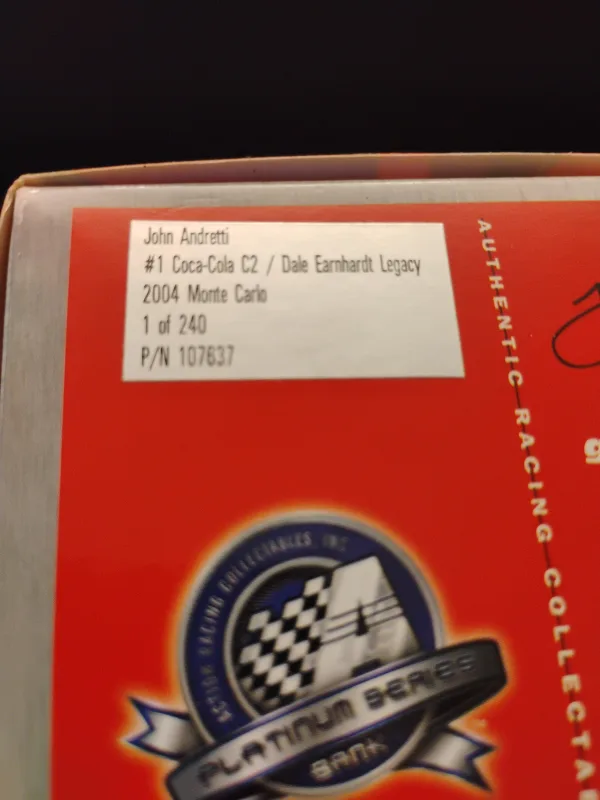 John Andretti
#1 Coca-Cola C2 / Dale Earnhardt Legacy
2004 Monte Carlo
1 of 240
P/N 107637
AUTHENTIC RACING COLLECTA
ACTION RACING COLLECTABLES, INC
PLATINUM SERIES
BANK